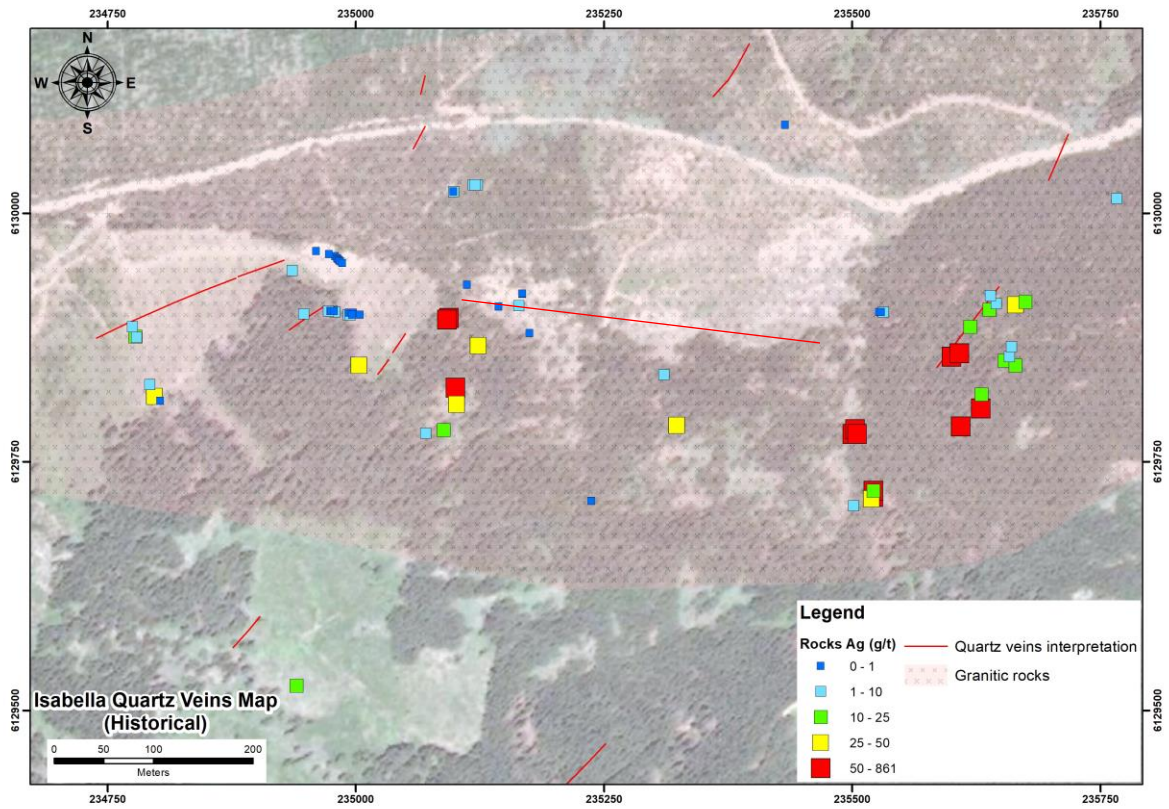 234750 235000 235250 235500 235750
N
W E
S
6130000 6130000
6129750 6129750
6129500 6129500
Isabella Quartz Veins Map
(Historical)
0 50 100 200
Meters
Legend
Rocks Ag (g/t)
0 - 1
1 - 10
10 - 25
25 - 50
50 - 861
Quartz veins interpretation
Granitic rocks
234750 235000 235250 235500 235750